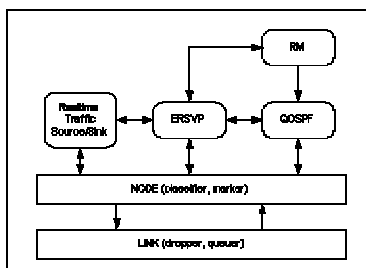 RM
Realtime
Traffic
Source/Sink
ERSVP
QOSPF
NODE (classifier, marker)
LINK (dropper, queuer)